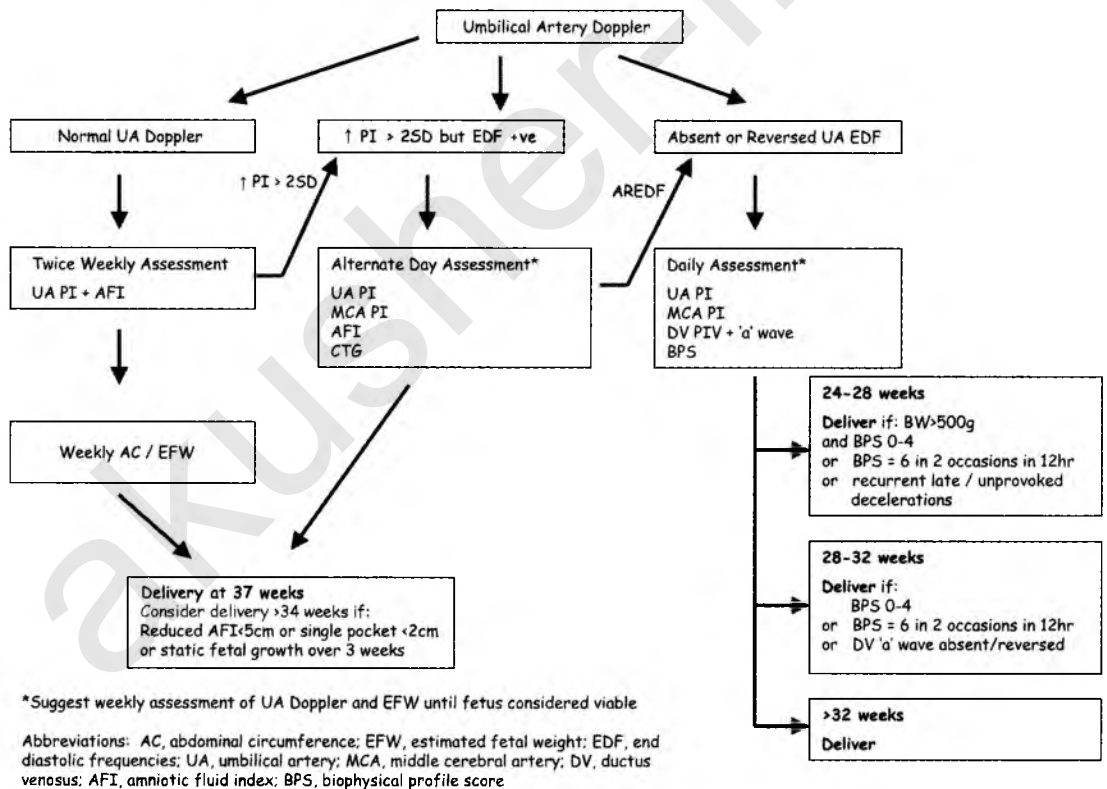 Umbilical Artery Doppler
Normal UA Doppler
↑ PI > 2SD but EDF +ve
Absent or Reversed UA EDF
↑ PI > 2SD
AREDF
Twice Weekly Assessment
UA PI + AFI
Alternate Day Assessment*
UA PI
MCA PI
AFI
CTG
Daily Assessment*
UA PI
MCA PI
DV PIV + 'a' wave
BPS
Weekly AC / EFW
24-28 weeks
Deliver if: BW>500g
and BPS 0-4
or BPS = 6 in 2 occasions in 12hr
or recurrent late / unprovoked
decelerations
28-32 weeks
Deliver if:
BPS 0-4
or BPS = 6 in 2 occasions in 12hr
or DV 'a' wave absent/reversed
>32 weeks
Deliver
Delivery at 37 weeks
Consider delivery >34 weeks if:
Reduced AFI<5cm or single pocket <2cm
or static fetal growth over 3 weeks
*Suggest weekly assessment of UA Doppler and EFW until fetus considered viable
Abbreviations: AC, abdominal circumference; EFW, estimated fetal weight; EDF, end
diastolic frequencies; UA, umbilical artery; MCA, middle cerebral artery; DV, ductus
venosus; AFI, amniotic fluid index; BPS, biophysical profile score
akusher-